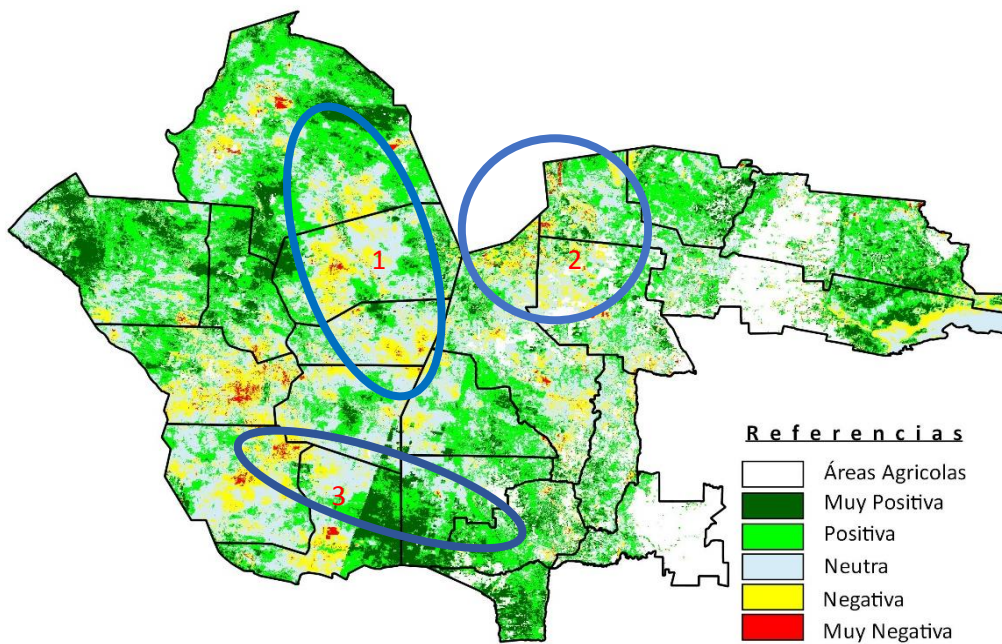 1
2
3
Referencias
Áreas Agricolas
Muy Positiva
Positiva
Neutra
Negativa
Muy Negativa